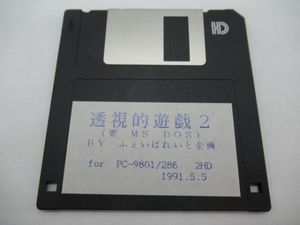 HD
透視的遊戯2
(要 MS DOS)
BY ふぇいばれいと企画
for PC-9801/286 2HD
1991.5.5